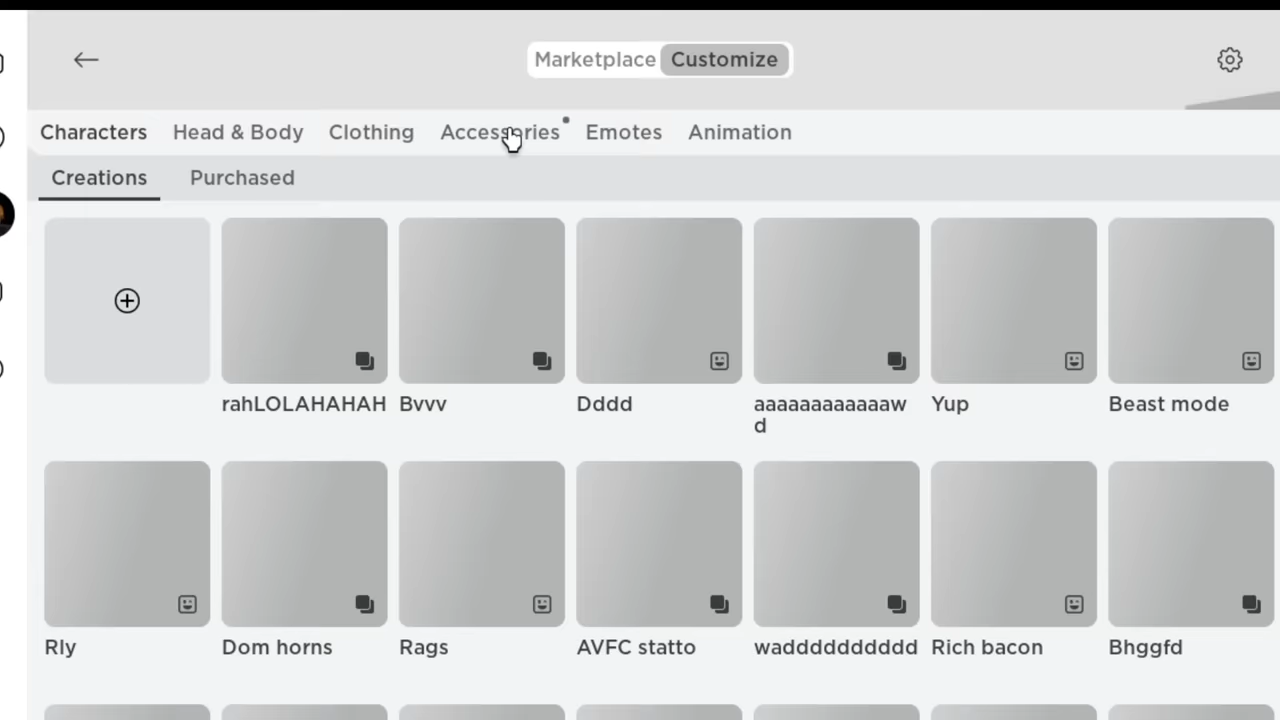 Marketplace Customize
Characters Head & Body Clothing Accessories Emotes Animation
Creations Purchased
rahLOLAHAHAH Bvvv Dddd aaaaaaaaaaaaw Yup Beast mode
d
Rly Dom horns Rags AVFC statto wadddddddddd Rich bacon Bhggfd